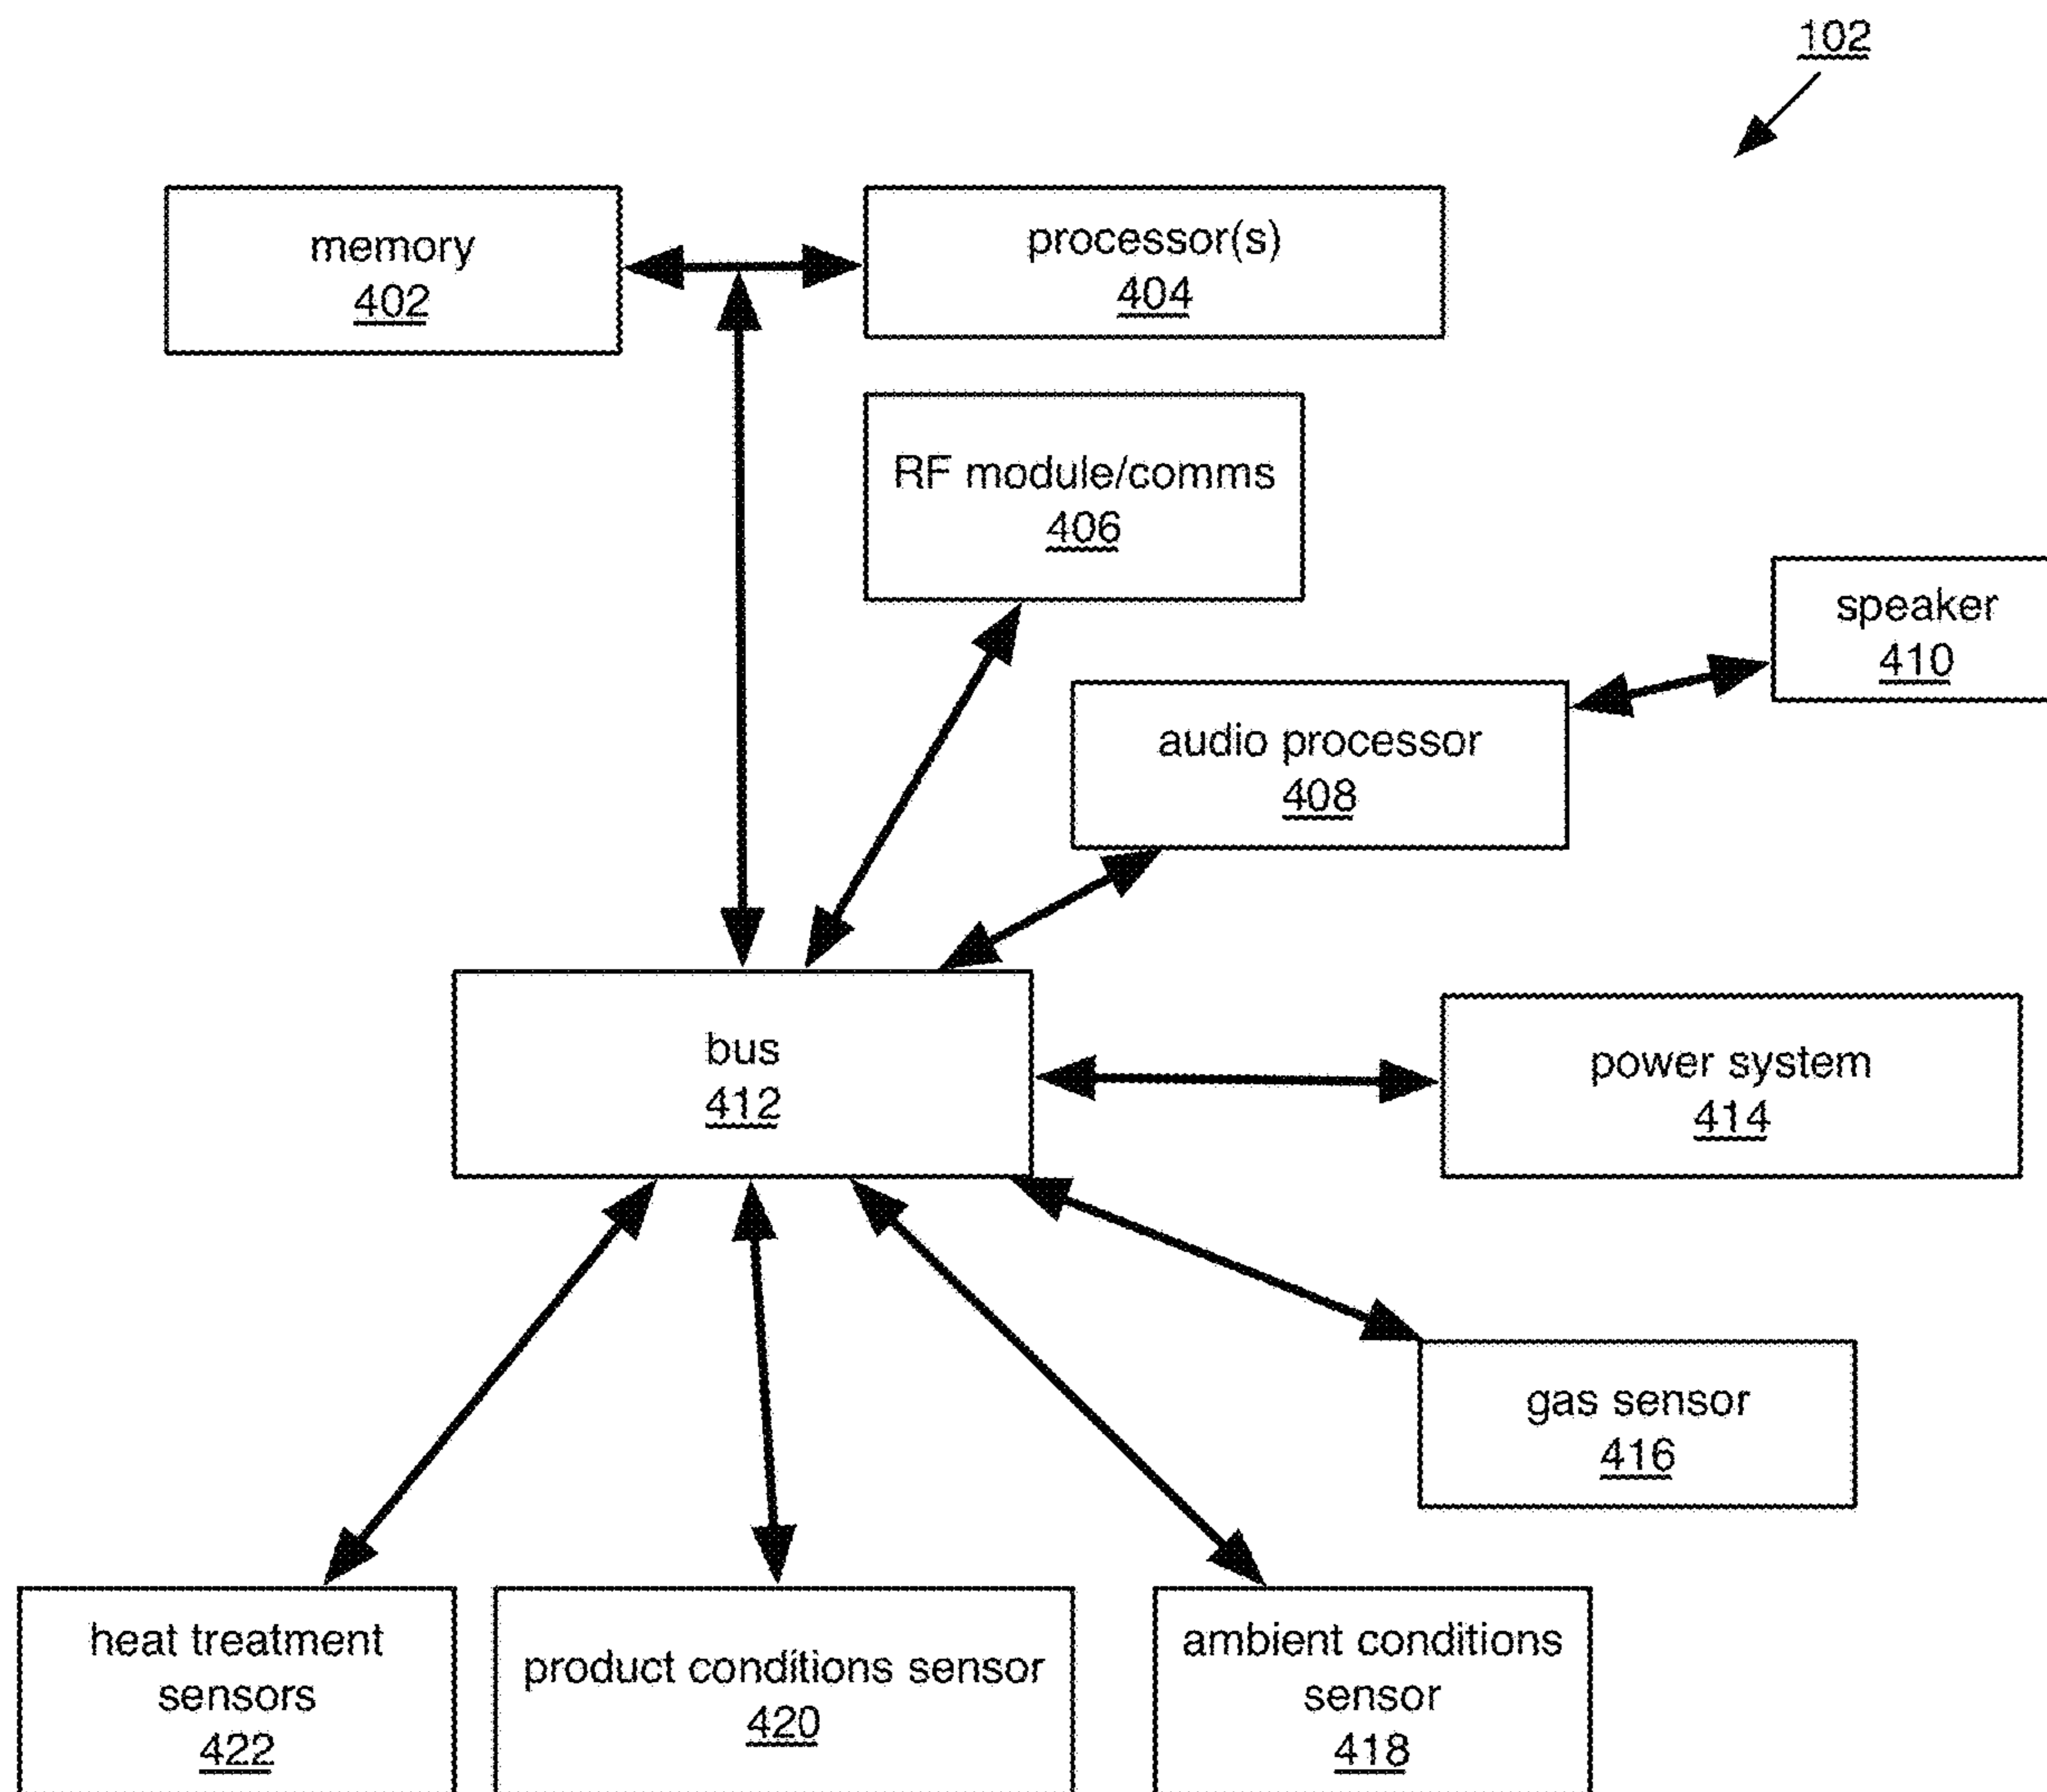 102
memory
402
processor(s)
404
RF module/comms
406
speaker
410
audio processor
408
bus
412
power system
414
gas sensor
416
heat treatment
sensors
422
product conditions sensor
420
ambient conditions
sensor
418